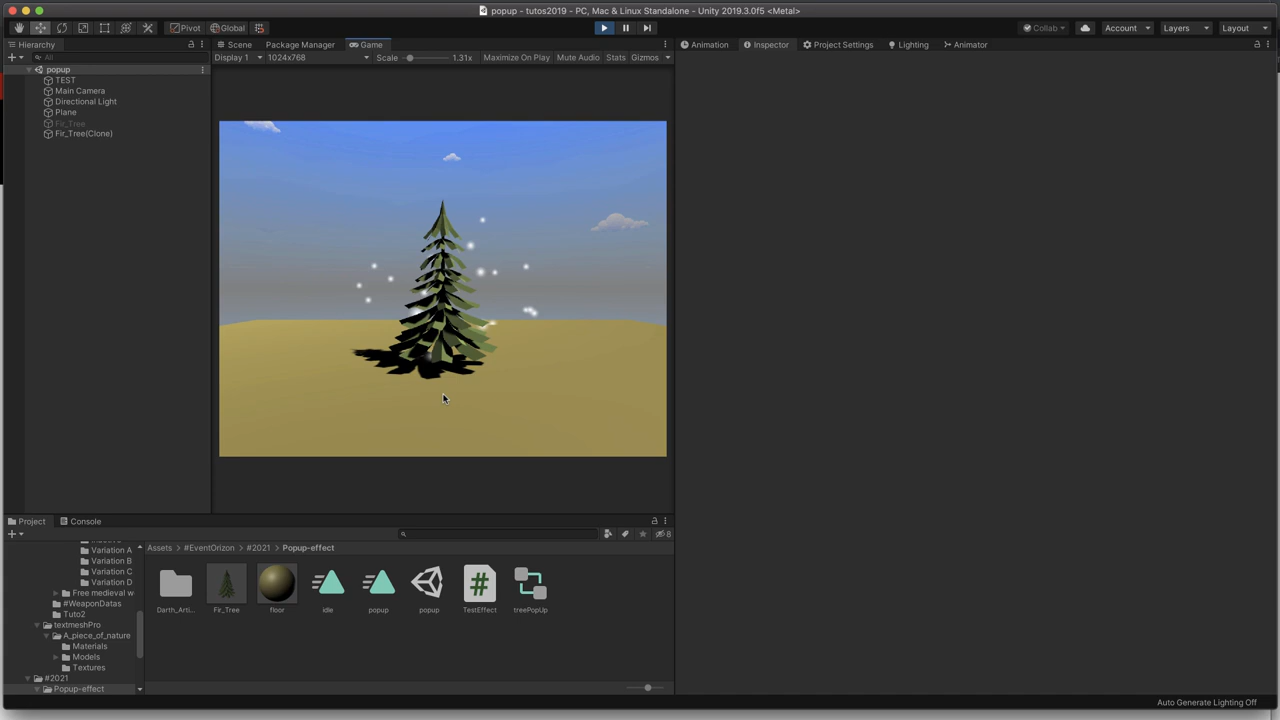 popup - tutos2019 - PC, Mac & Linux Standalone - Unity 2019.3.0f5 <Metal>
Pivot Global Collab Account Layers Layout
Hierarchy
All
popup
TEST
Main Camera
Directional Light
Plane
Fir_Tree
Fir_Tree(Clone)
Scene Package Manager Game
Display 1 1024x768 Scale 1.31x Maximize On Play Mute Audio Stats Gizmos
Animation Inspector Project Settings Lighting Animator
Project Console
8
Variation A
Variation B
Variation C
Variation D
Free medieval w
#WeaponDatas
Tuto2
textmeshPro
A_piece_of_nature
Materials
Models
Textures
#2021
Popup-effect
Assets > #EventOrizon > #2021 > Popup-effect
Darth_Arti... Fir_Tree floor idle popup popup TestEffect treePopUp
Auto Generate Lighting Off